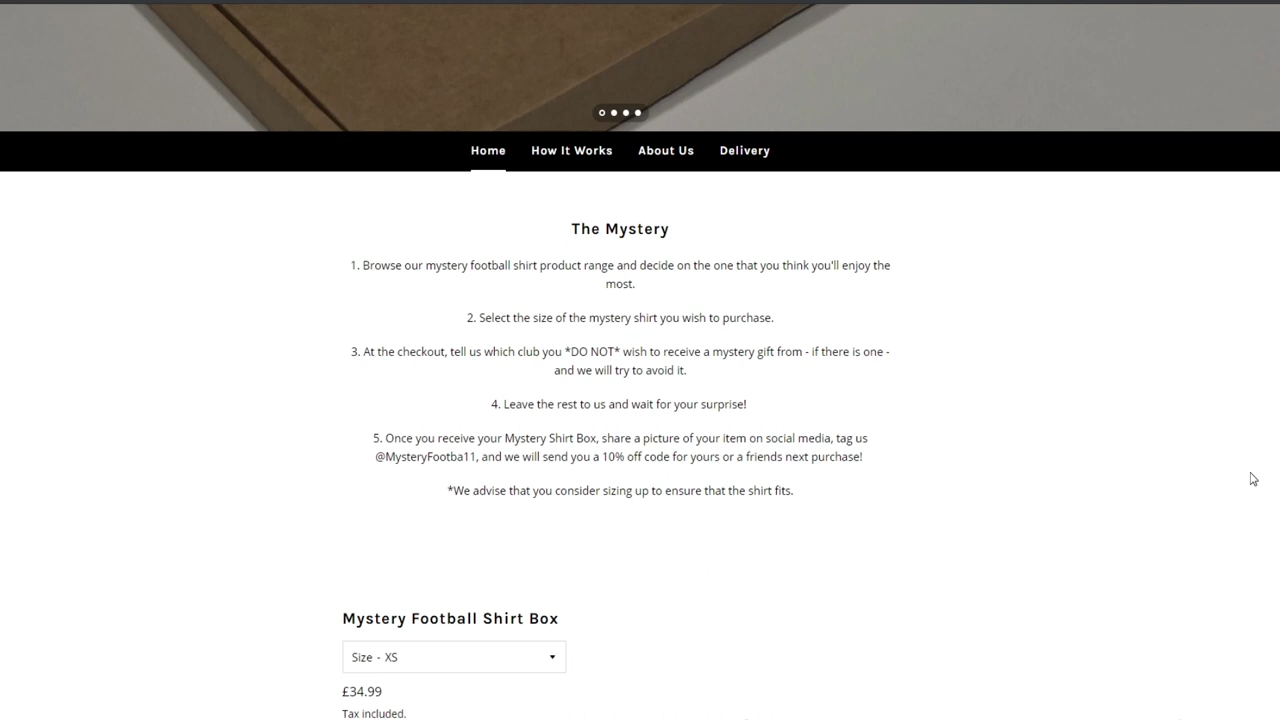 Home How It Works About Us Delivery
The Mystery
1. Browse our mystery football shirt product range and decide on the one that you think you'll enjoy the
most.
2. Select the size of the mystery shirt you wish to purchase.
3. At the checkout, tell us which club you *DO NOT* wish to receive a mystery gift from - if there is one -
and we will try to avoid it.
4. Leave the rest to us and wait for your surprise!
5. Once you receive your Mystery Shirt Box, share a picture of your item on social media, tag us
@MysteryFootba11, and we will send you a 10% off code for yours or a friends next purchase!
*We advise that you consider sizing up to ensure that the shirt fits.
Mystery Football Shirt Box
Size - XS
£34.99
Tax included.